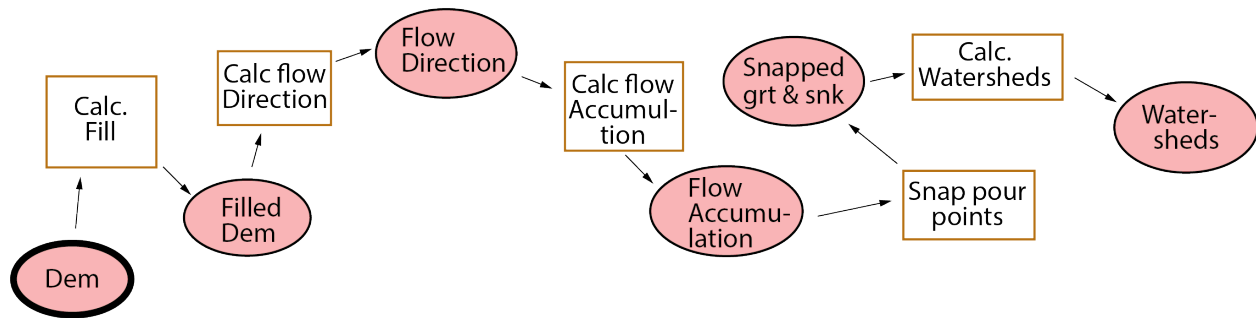 Dem
Calc.
Fill
Filled
Dem
Calc flow
Direction
Flow
Direction
Calc flow
Accumul-
tion
Flow
Accumu-
lation
Snap pour
points
Snapped
grt & snk
Calc.
Watersheds
Water-
sheds